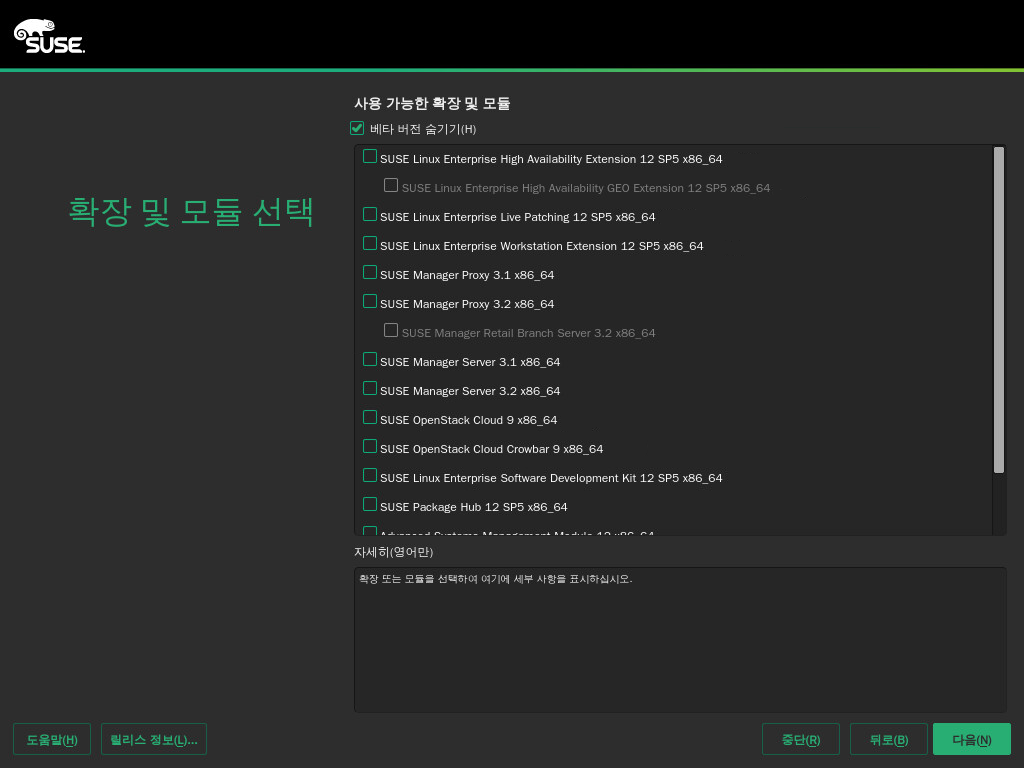 SUSE
사용 가능한 확장 및 모듈
베타 버전 숨기기(H)
확장 및 모듈 선택
SUSE Linux Enterprise High Availability Extension 12 SP5 x86_64
SUSE Linux Enterprise High Availability GEO Extension 12 SP5 x86_64
SUSE Linux Enterprise Live Patching 12 SP5 x86_64
SUSE Linux Enterprise Workstation Extension 12 SP5 x86_64
SUSE Manager Proxy 3.1 x86_64
SUSE Manager Proxy 3.2 x86_64
SUSE Manager Retail Branch Server 3.2 x86_64
SUSE Manager Server 3.1 x86_64
SUSE Manager Server 3.2 x86_64
SUSE OpenStack Cloud 9 x86_64
SUSE OpenStack Cloud Crowbar 9 x86_64
SUSE Linux Enterprise Software Development Kit 12 SP5 x86_64
SUSE Package Hub 12 SP5 x86_64
Advanced Systems Management Module 12 x86_64
자세히(영어만)
확장 또는 모듈을 선택하여 여기에 세부 사항을 표시하십시오.
도움말(H) 릴리스 정보(L)... 중단(R) 뒤로(B) 다음(N)